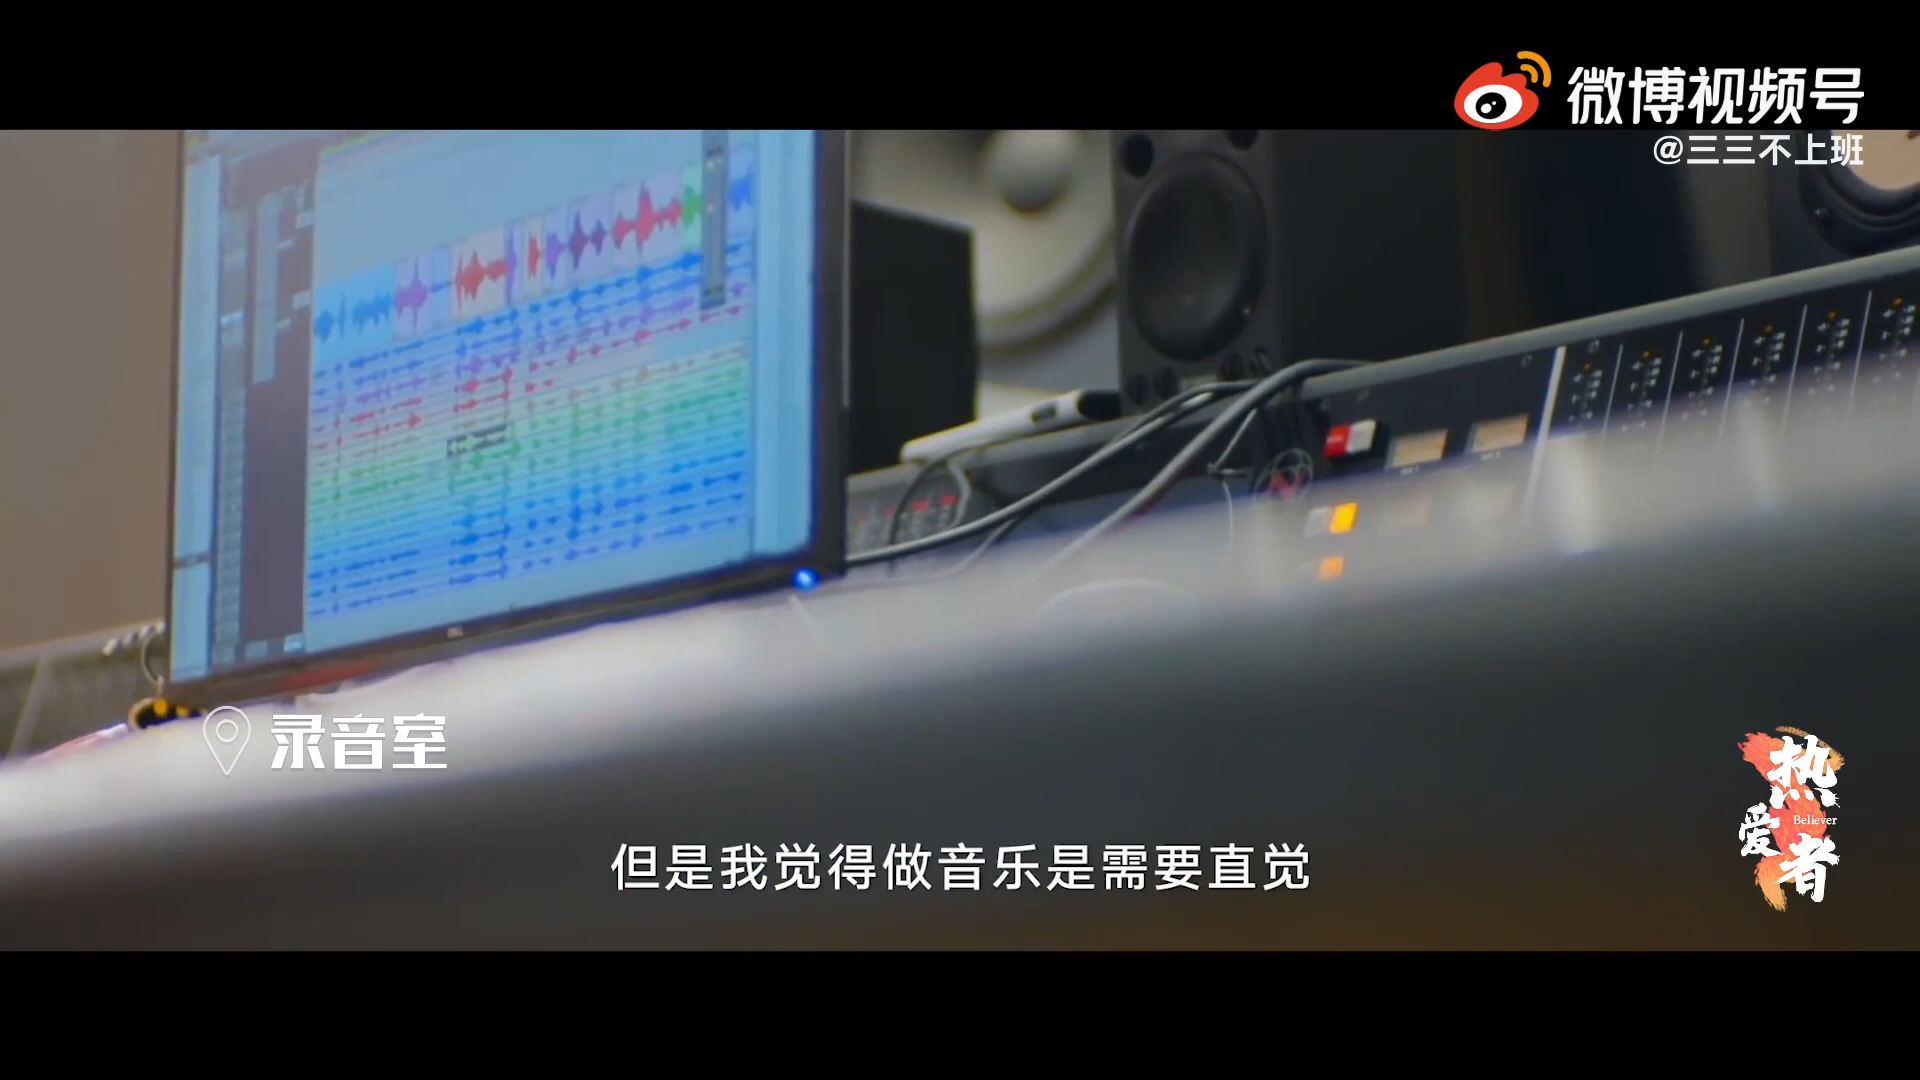 微博视频号
@三三不上班
录音室
热爱者
Believer
但是我觉得做音乐是需要直觉